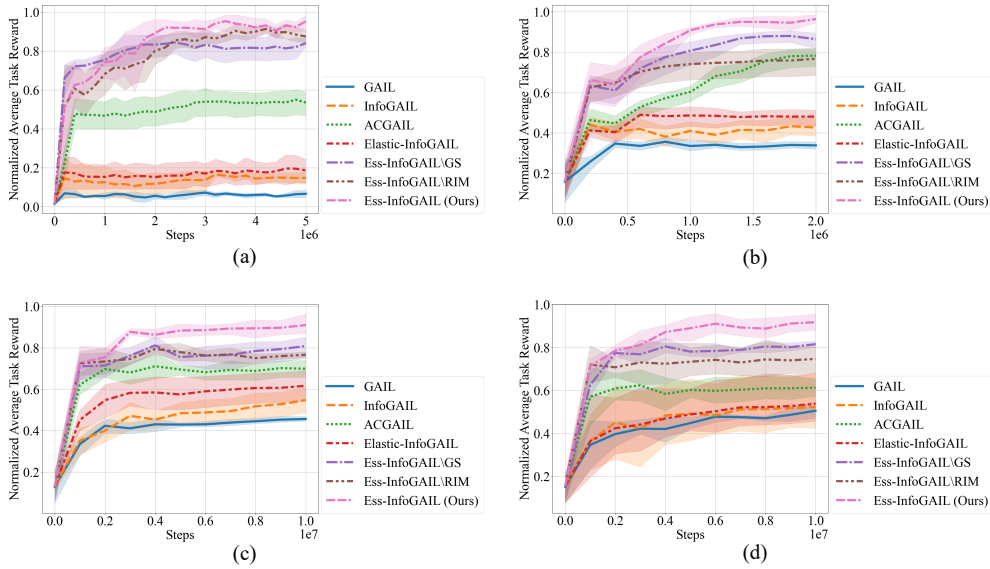 Normalized Average Task Reward
1.0
0.8
0.6
0.4
0.2
0.0
0
1
2
3
4
5
1e6
Steps
GAIL
InfoGAIL
ACGAIL
Elastic-InfoGAIL
Ess-InfoGAIL\GS
Ess-InfoGAIL\RIM
Ess-InfoGAIL (Ours)
(a)
Normalized Average Task Reward
1.0
0.8
0.6
0.4
0.2
0.0
0.5
1.0
1.5
2.0
1e6
Steps
GAIL
InfoGAIL
ACGAIL
Elastic-InfoGAIL
Ess-InfoGAIL\GS
Ess-InfoGAIL\RIM
Ess-InfoGAIL (Ours)
(b)
Normalized Average Task Reward
1.0
0.8
0.6
0.4
0.2
0.0
0.2
0.4
0.6
0.8
1.0
1e7
Steps
GAIL
InfoGAIL
ACGAIL
Elastic-InfoGAIL
Ess-InfoGAIL\GS
Ess-InfoGAIL\RIM
Ess-InfoGAIL (Ours)
(c)
Normalized Average Task Reward
1.0
0.8
0.6
0.4
0.2
0.0
0.2
0.4
0.6
0.8
1.0
1e7
Steps
GAIL
InfoGAIL
ACGAIL
Elastic-InfoGAIL
Ess-InfoGAIL\GS
Ess-InfoGAIL\RIM
Ess-InfoGAIL (Ours)
(d)